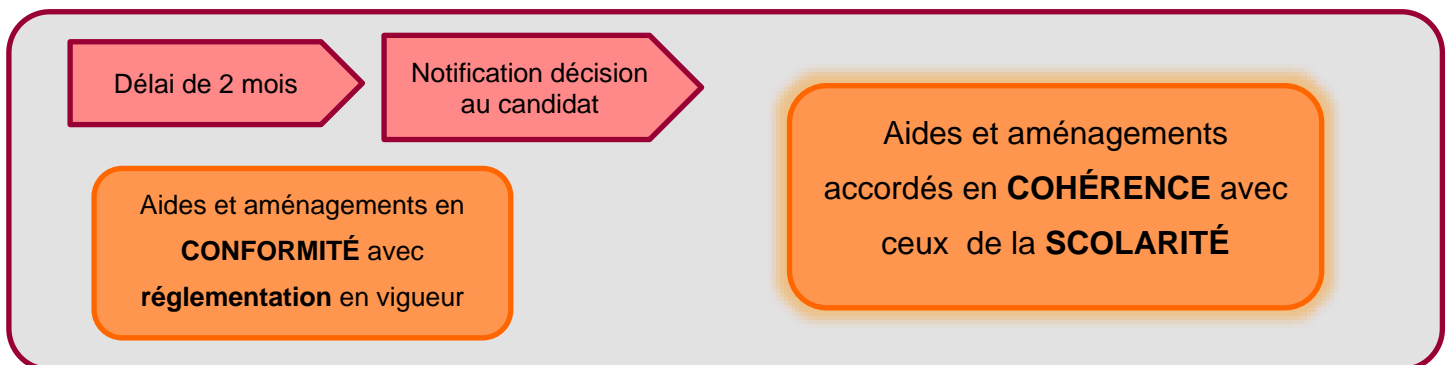 Délai de 2 mois
Notification décision
au candidat
Aides et aménagements en
CONFORMITÉ avec
réglementation en vigueur
Aides et aménagements
accordés en COHÉRENCE avec
ceux de la SCOLARITÉ